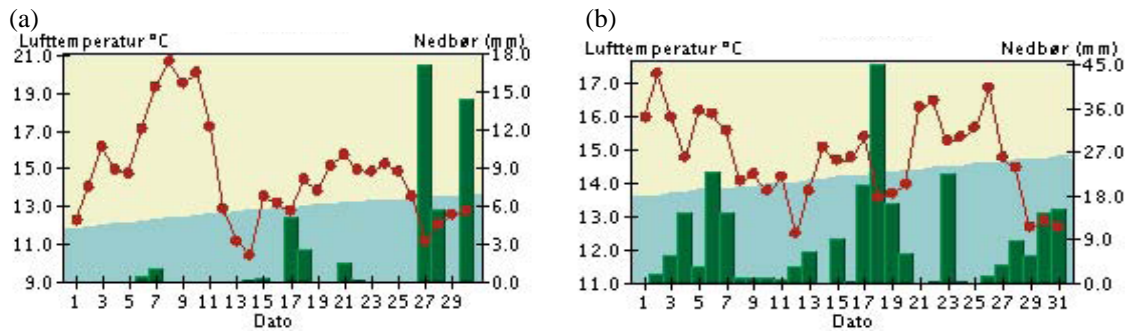 (a)
Lufttemperatur °C Nedbør (mm)
21.0 18.0
19.0 15.0
17.0 12.0
15.0 9.0
13.0 6.0
11.0 3.0
9.0 0.0
1 3 5 7 9 11 13 15 17 19 21 23 25 27 29
Dato
(b)
Lufttemperatur °C Nedbør (mm)
17.0 45.0
16.0 36.0
15.0 27.0
14.0 18.0
13.0 9.0
12.0 0.0
11.0
1 3 5 7 9 11 13 15 17 19 21 23 25 27 29 31
Dato